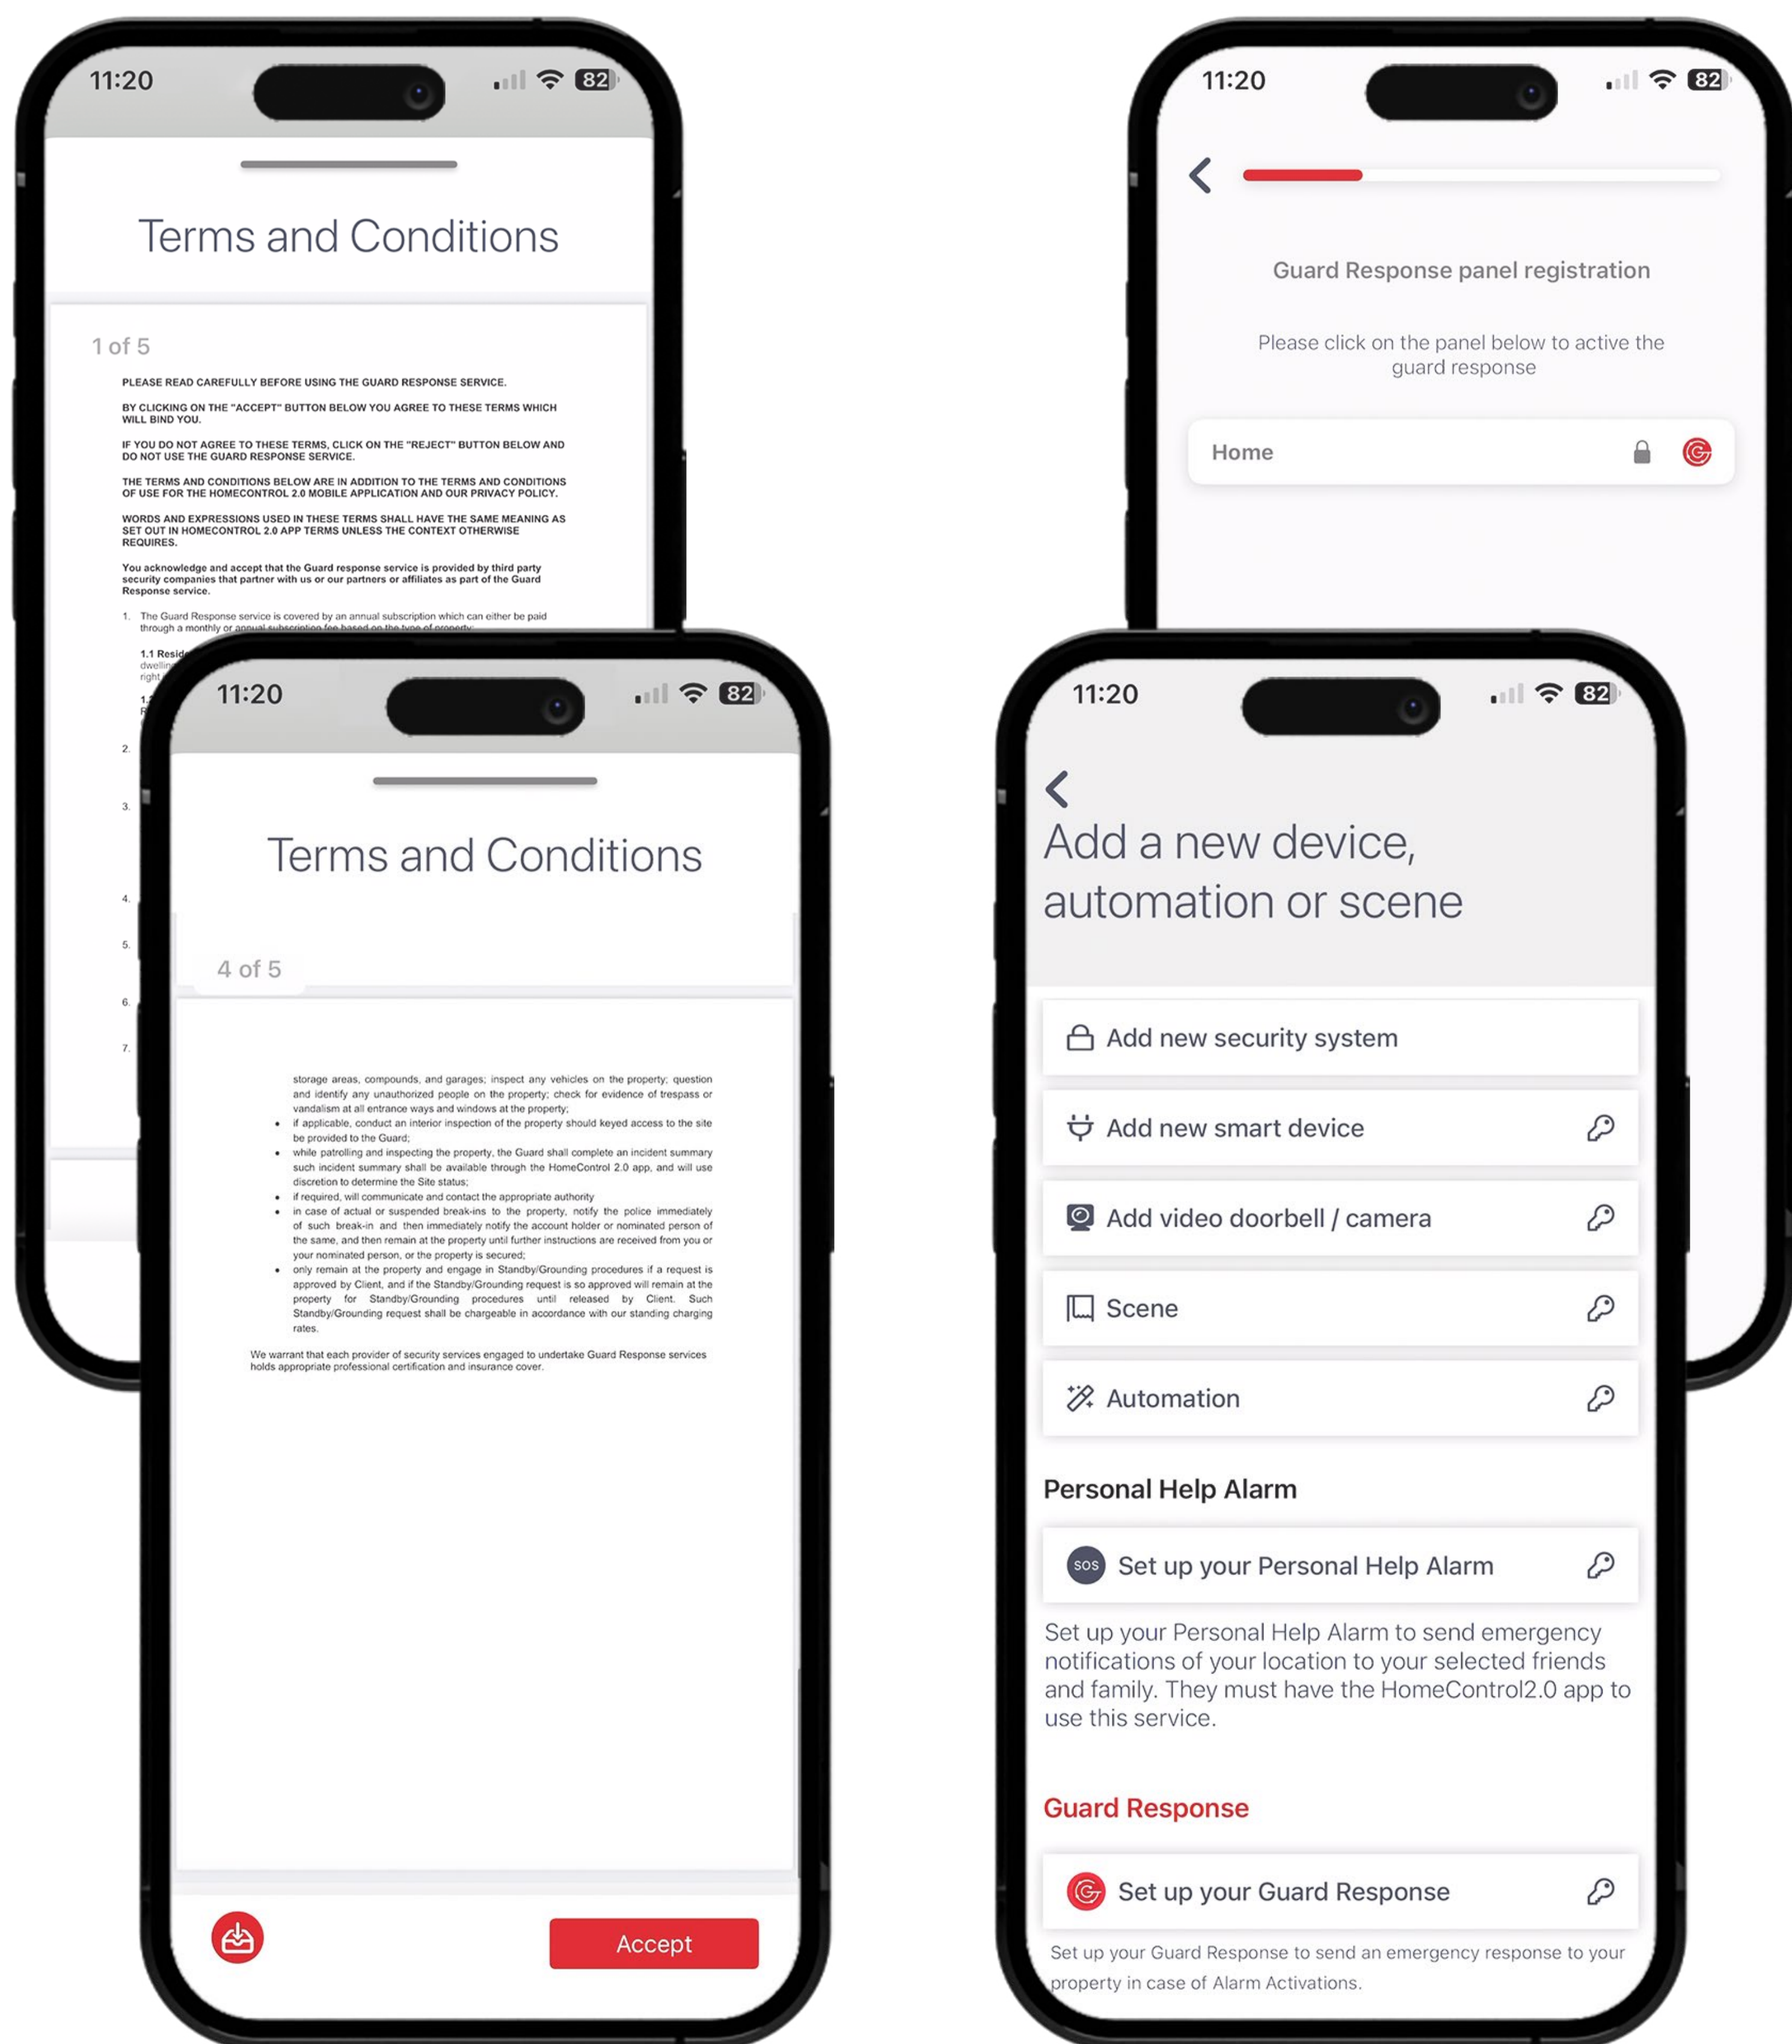 11:20
82
Terms and Conditions
1 of 5
PLEASE READ CAREFULLY BEFORE USING THE GUARD RESPONSE SERVICE.
BY CLICKING ON THE "ACCEPT" BUTTON BELOW YOU AGREE TO THESE TERMS WHICH
WILL BIND YOU.
IF YOU DO NOT AGREE TO THESE TERMS, CLICK ON THE "REJECT" BUTTON BELOW AND
DO NOT USE THE GUARD RESPONSE SERVICE.
THE TERMS AND CONDITIONS BELOW ARE IN ADDITION TO THE TERMS AND CONDITIONS
OF USE FOR THE HOMECONTROL 2.0 MOBILE APPLICATION AND OUR PRIVACY POLICY.
WORDS AND EXPRESSIONS USED IN THESE TERMS SHALL HAVE THE SAME MEANING AS
SET OUT IN HOMECONTROL 2.0 APP TERMS UNLESS THE CONTEXT OTHERWISE
REQUIRES.
You acknowledge and accept that the Guard response service is provided by third party
security companies that partner with us or our partners or affiliates as part of the Guard
Response service.
1. The Guard Response service is covered by an annual subscription which can either be paid
through a monthly or annual subscription fee based on the type of property:
1.1
right
2.
3.
4.
5.
6.
7.
11:20
82
Terms and Conditions
4 of 5
storage areas, compounds, and garages; inspect any vehicles on the property; question
and identify any unauthorized people on the property; check for evidence of trespass or
vandalism at all entrance ways and windows at the property;
• if applicable, conduct an interior inspection of the property should keyed access to the site
be provided to the Guard;
• while patrolling and inspecting the property, the Guard shall complete an incident summary
such incident summary shall be available through the HomeControl 2.0 app, and will use
discretion to determine the Site status;
• if required, will communicate and contact the appropriate authority
• in case of actual or suspended break-ins to the property, notify the police immediately
of such break-in and then immediately notify the account holder or nominated person of
the same, and then remain at the property until further instructions are received from you or
your nominated person, or the property is secured;
• only remain at the property and engage in Standby/Grounding procedures if a request is
approved by Client, and if the Standby/Grounding request is so approved will remain at the
property for Standby/Grounding procedures until released by Client. Such
Standby/Grounding request shall be chargeable in accordance with our standing charging
rates.
We warrant that each provider of security services engaged to undertake Guard Response services
holds appropriate professional certification and insurance cover.
Accept
11:20
82
Guard Response panel registration
Please click on the panel below to active the
guard response
Home
11:20
82
Add a new device,
automation or scene
Add new security system
Add new smart device
Add video doorbell / camera
Scene
Automation
Personal Help Alarm
SOS
Set up your Personal Help Alarm
Set up your Personal Help Alarm to send emergency
notifications of your location to your selected friends
and family. They must have the HomeControl2.0 app to
use this service.
Guard Response
Set up your Guard Response
Set up your Guard Response to send an emergency response to your
property in case of Alarm Activations.